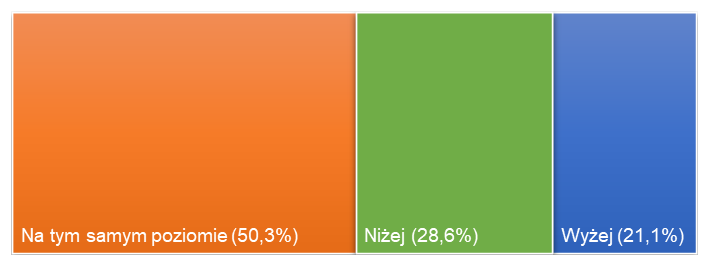 Na tym samym poziomie (50,3%)
Niżej (28,6%)
Wyżej (21,1%)